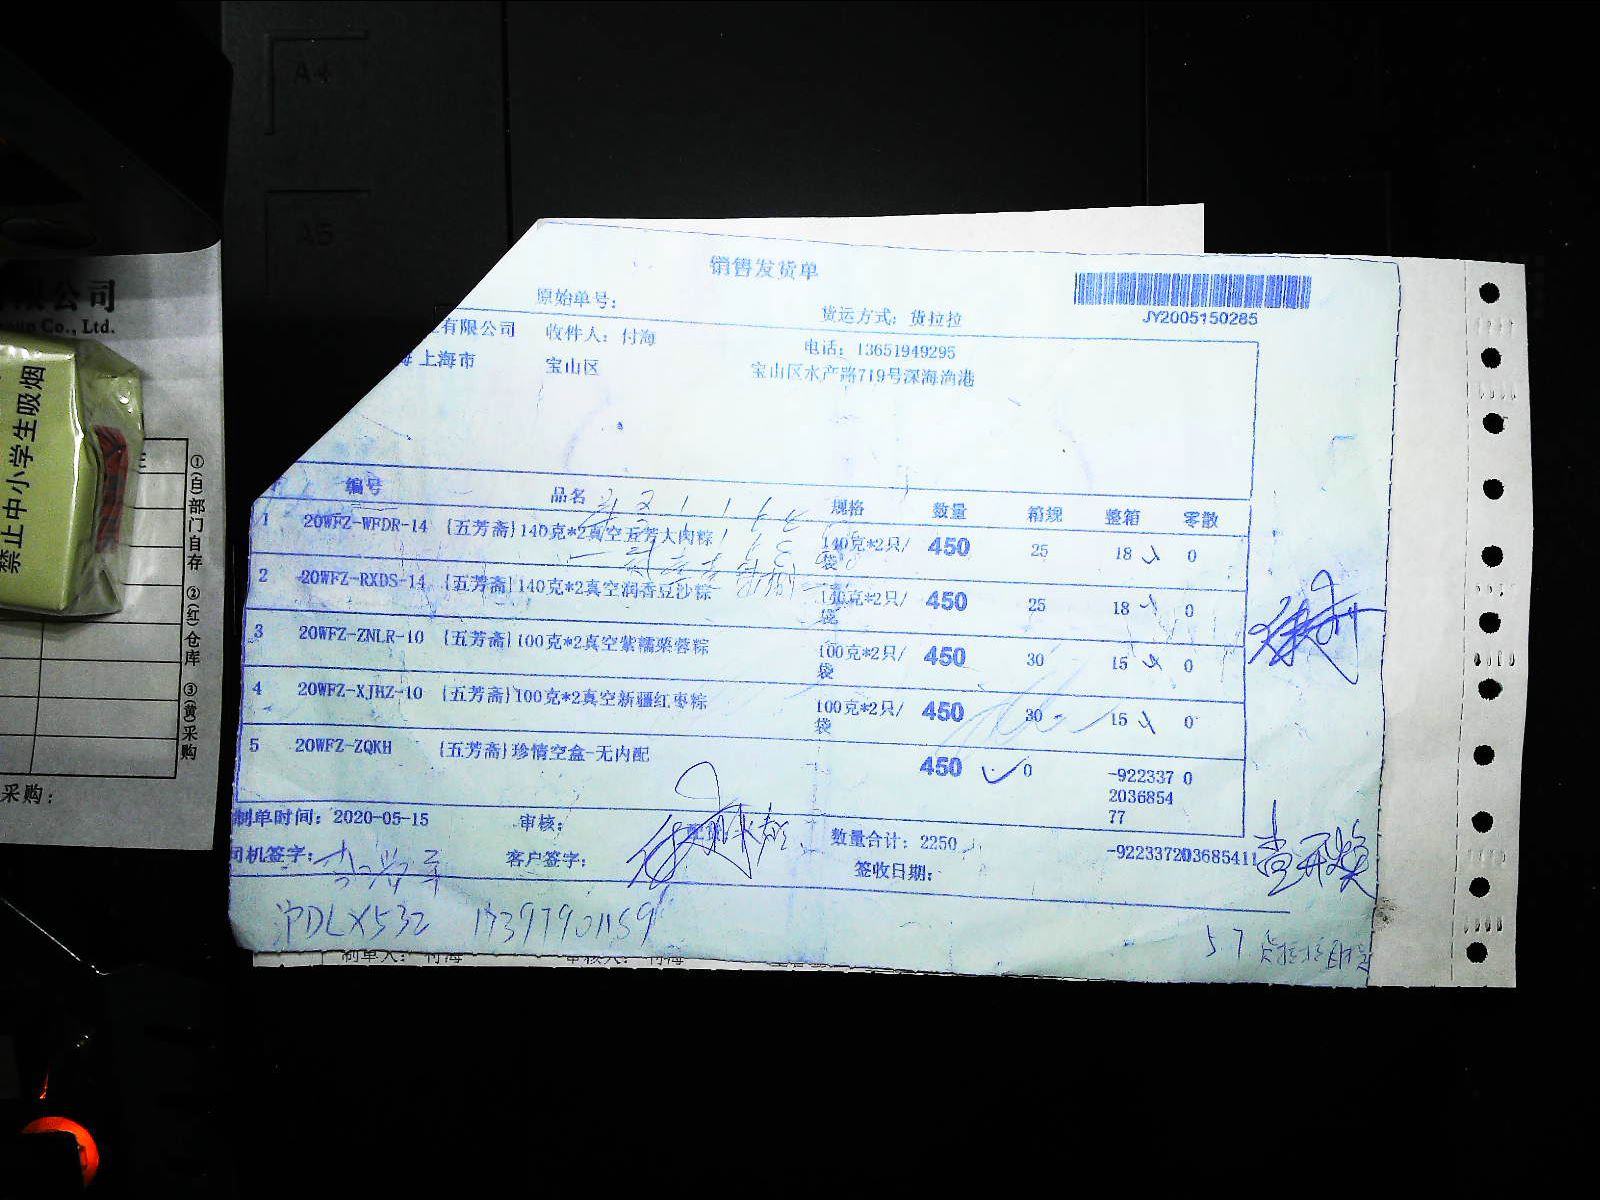 A4
A5
限公司
roup Co., Ltd.
禁止中小学生吸烟
①(白)部门自存 ②(红)仓库 ③(黄)采购
采购：
销售发货单
原始单号：
货运方式：货拉拉
JY2005150285
有限公司 收件人：付海 电话：13651949295
上海市 宝山区 宝山区水产路719号深海渔港
编号 品名 规格 数量 箱规 整箱 零散
1 20WFZ-WFDR-14 {五芳斋}140克*2真空五芳大肉粽 140克*2只/袋 450 25 18 0
2 20WFZ-RXDS-14 {五芳斋}140克*2真空润香豆沙粽 140克*2只/袋 450 25 18 0
3 20WFZ-ZNLR-10 {五芳斋}100克*2真空紫糯栗蓉粽 100克*2只/袋 450 30 15 0
4 20WFZ-XJHZ-10 {五芳斋}100克*2真空新疆红枣粽 100克*2只/袋 450 30 15 0
5 20WFZ-ZQKH {五芳斋}珍情空盒-无内配 450 0 -922337203685477 0
制单时间：2020-05-15 审核： 数量合计：2250
司机签字： 客户签字： 签收日期：
沪DLX532 17397901159
57
制单人：付海 审核人：付海